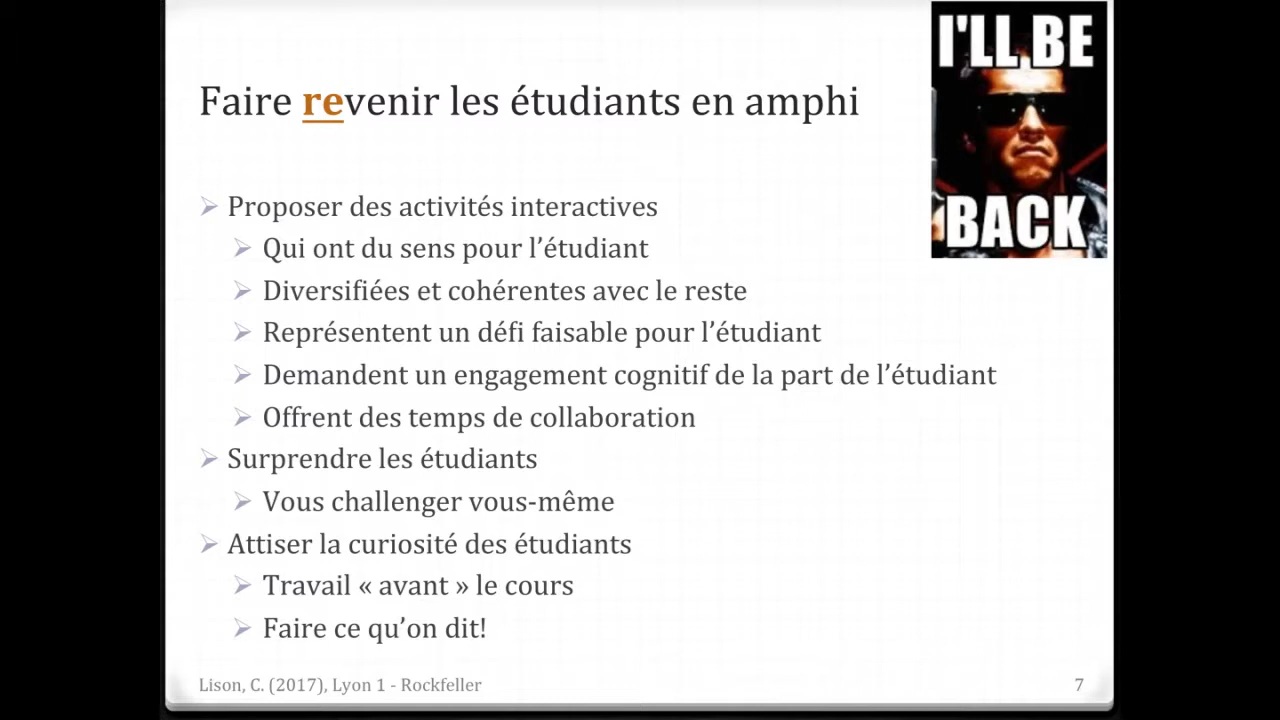 I'LL BE
BACK
Faire revenir les étudiants en amphi
Proposer des activités interactives
Qui ont du sens pour l’étudiant
Diversifiées et cohérentes avec le reste
Représentent un défi faisable pour l’étudiant
Demandent un engagement cognitif de la part de l’étudiant
Offrent des temps de collaboration
Surprendre les étudiants
Vous challenger vous-même
Attiser la curiosité des étudiants
Travail « avant » le cours
Faire ce qu’on dit!
Lison, C. (2017), Lyon 1 - Rockfeller
7